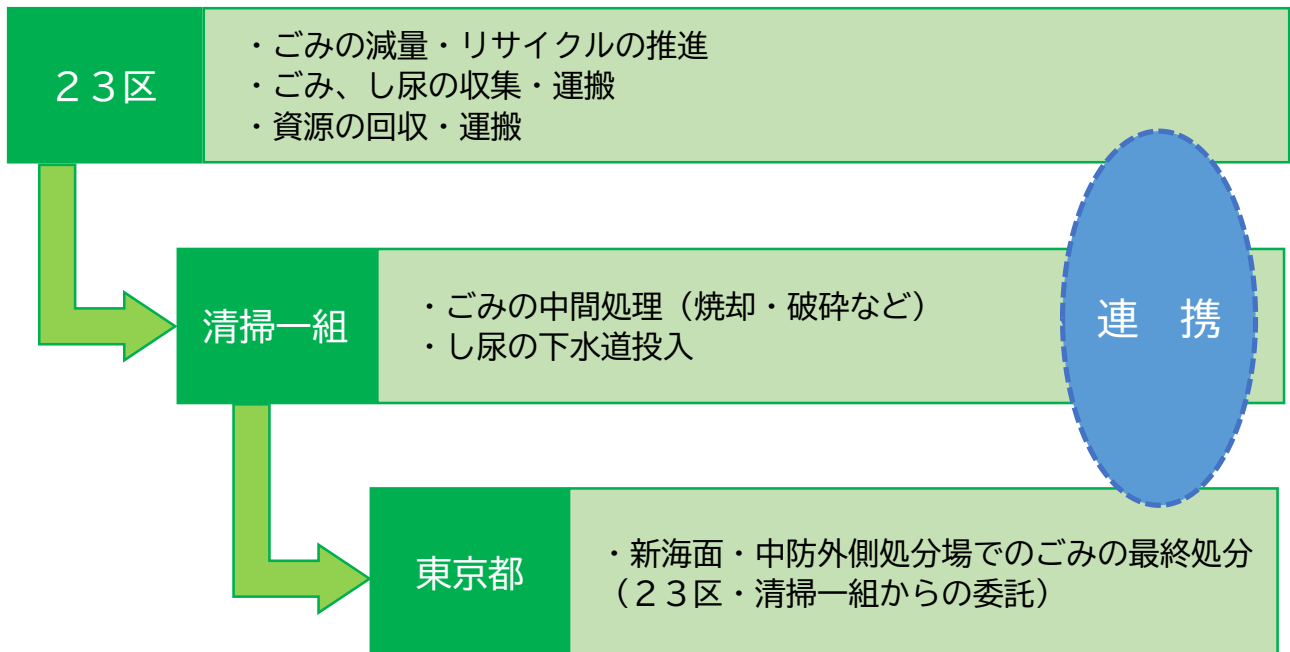 ２３区
・ごみの減量・リサイクルの推進
・ごみ、し尿の収集・運搬
・資源の回収・運搬
清掃一組
・ごみの中間処理（焼却・破砕など）
・し尿の下水道投入
連　携
東京都
・新海面・中防外側処分場でのごみの最終処分
（２３区・清掃一組からの委託）